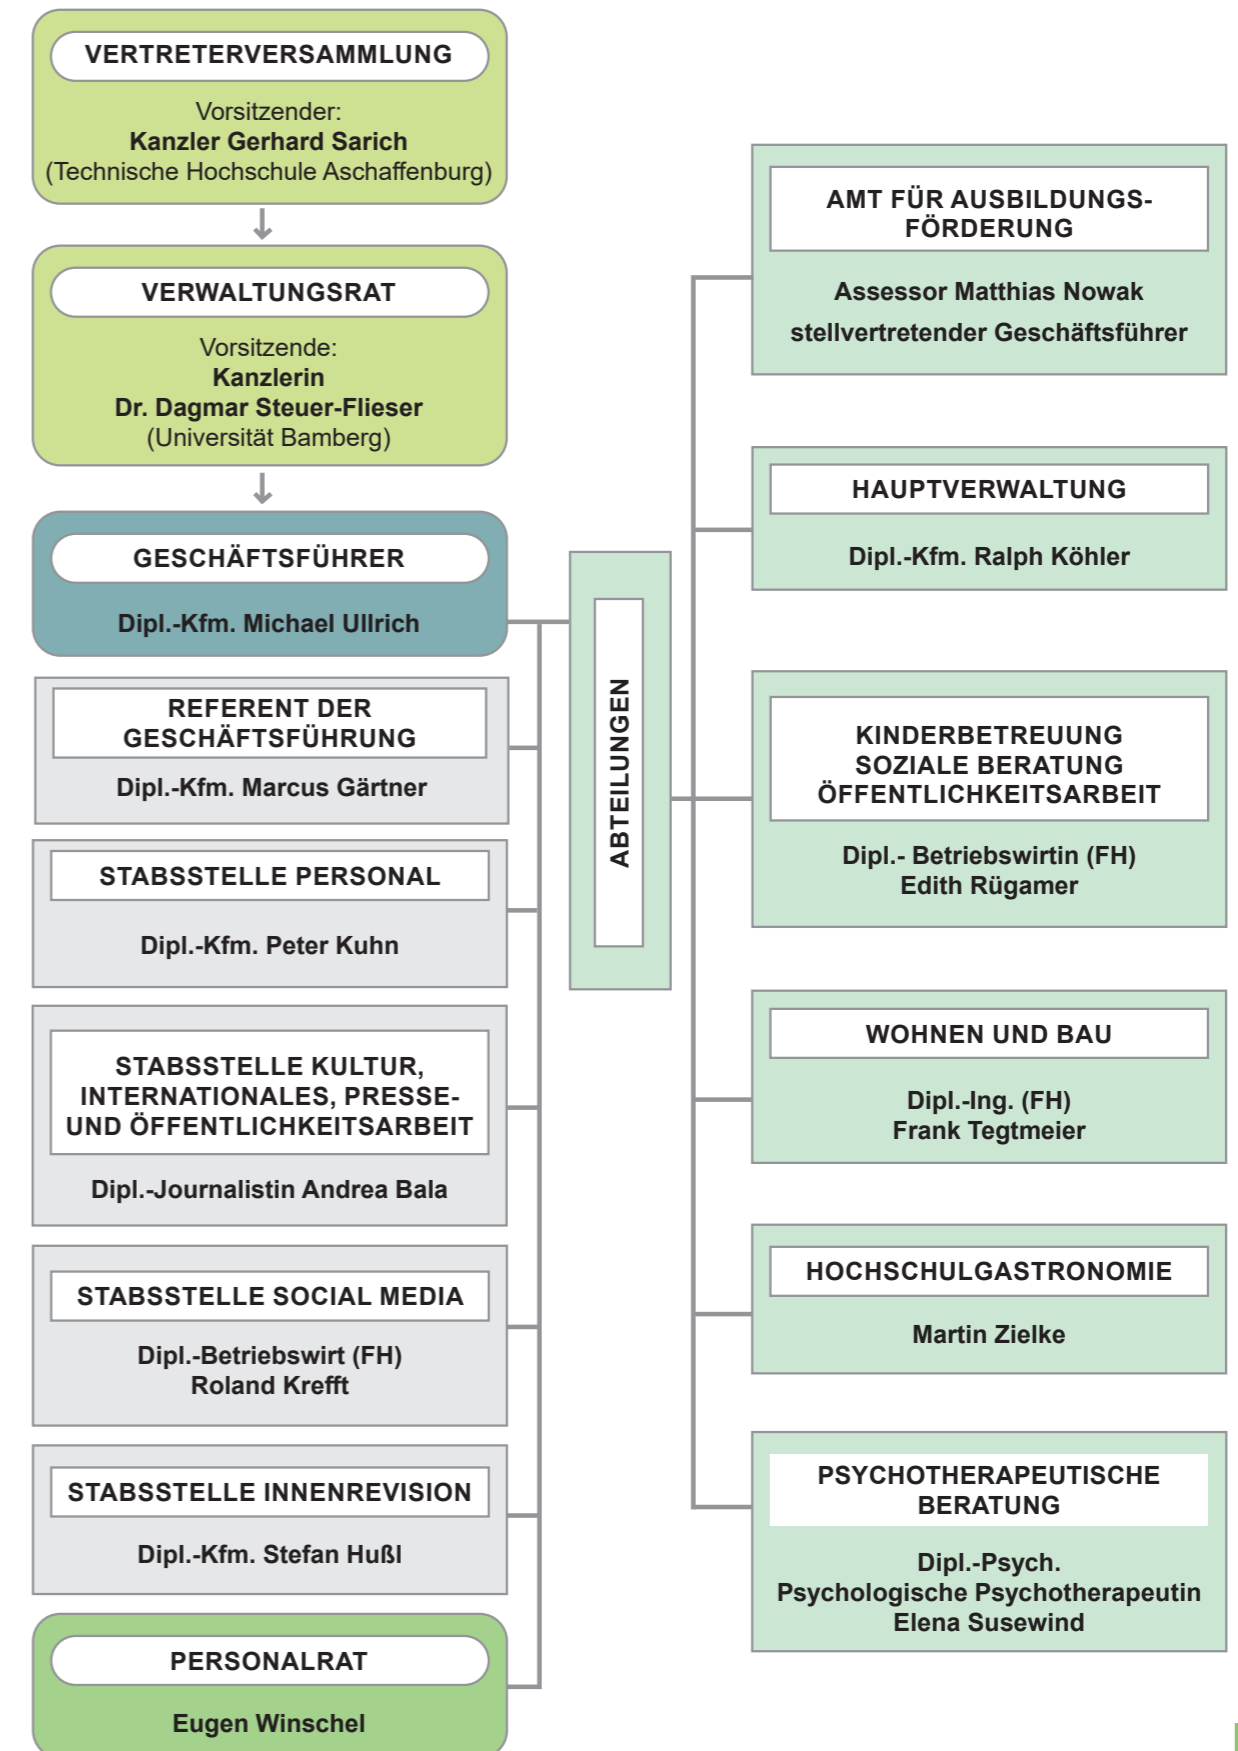 VERTRETERVERSAMMLUNG
Vorsitzender:
Kanzler Gerhard Sarich
(Technische Hochschule Aschaffenburg)
VERWALTUNGSRAT
Vorsitzende:
Kanzlerin
Dr. Dagmar Steuer-Flieser
(Universität Bamberg)
GESCHÄFTSFÜHRER
Dipl.-Kfm. Michael Ullrich
REFERENT DER
GESCHÄFTSFÜHRUNG
Dipl.-Kfm. Marcus Gärtner
STABSSTELLE PERSONAL
Dipl.-Kfm. Peter Kuhn
STABSSTELLE KULTUR,
INTERNATIONALES, PRESSE-
UND ÖFFENTLICHKEITSARBEIT
Dipl.-Journalistin Andrea Bala
STABSSTELLE SOCIAL MEDIA
Dipl.-Betriebswirt (FH)
Roland Krefft
STABSSTELLE INNENREVISION
Dipl.-Kfm. Stefan Hußl
PERSONALRAT
Eugen Winschel
ABTEILUNGEN
AMT FÜR AUSBILDUNGS-
FÖRDERUNG
Assessor Matthias Nowak
stellvertretender Geschäftsführer
HAUPTVERWALTUNG
Dipl.-Kfm. Ralph Köhler
KINDERBETREUUNG
SOZIALE BERATUNG
ÖFFENTLICHKEITSARBEIT
Dipl.- Betriebswirtin (FH)
Edith Rügamer
WOHNEN UND BAU
Dipl.-Ing. (FH)
Frank Tegtmeier
HOCHSCHULGASTRONOMIE
Martin Zielke
PSYCHOTHERAPEUTISCHE
BERATUNG
Dipl.-Psych.
Psychologische Psychotherapeutin
Elena Susewind